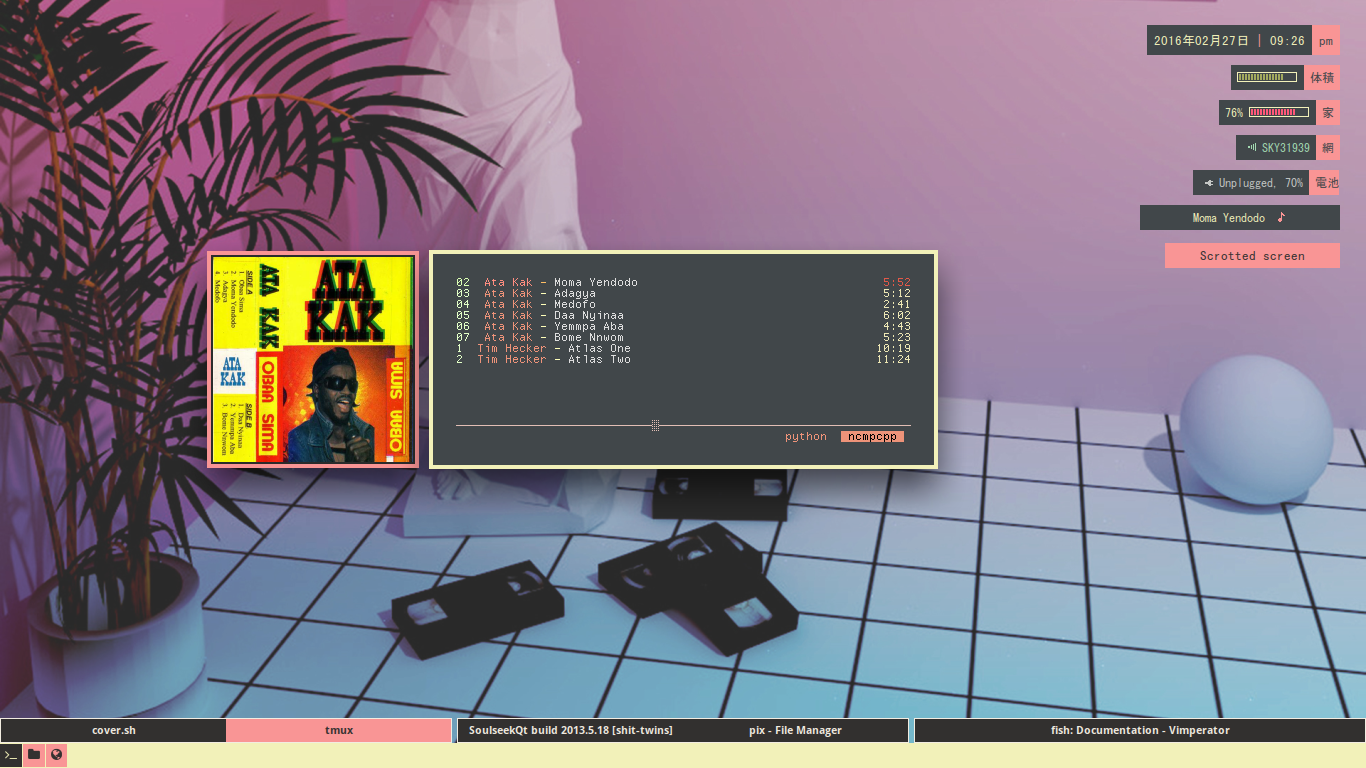 2016年02月27日 | 09:26 pm
体積
76% 家
SKY31939 網
Unplugged, 70% 電池
Moma Yendodo ♪
Scrotted screen
ATA
KAK
ATA KAK
OBAA SIMA
OBAA SIMA
ATA
KAK
SIDE A
1. Obaa Sima
2. Moma Yendodo
3. Adagya
4. Medofo
SIDE B
1. Daa Nyinaa
2. Yemmpa Aba
3. Bome Nnwom
02 Ata Kak - Moma Yendodo 5:52
03 Ata Kak - Adagya 5:12
04 Ata Kak - Medofo 2:41
05 Ata Kak - Daa Nyinaa 6:02
06 Ata Kak - Yemmpa Aba 4:43
07 Ata Kak - Bome Nnwom 5:23
1 Tim Hecker - Atlas One 10:19
2 Tim Hecker - Atlas Two 11:24
python ncmpcpp
cover.sh tmux SoulseekQt build 2013.5.18 [shit-twins] pix - File Manager fish: Documentation - Vimperator
>_